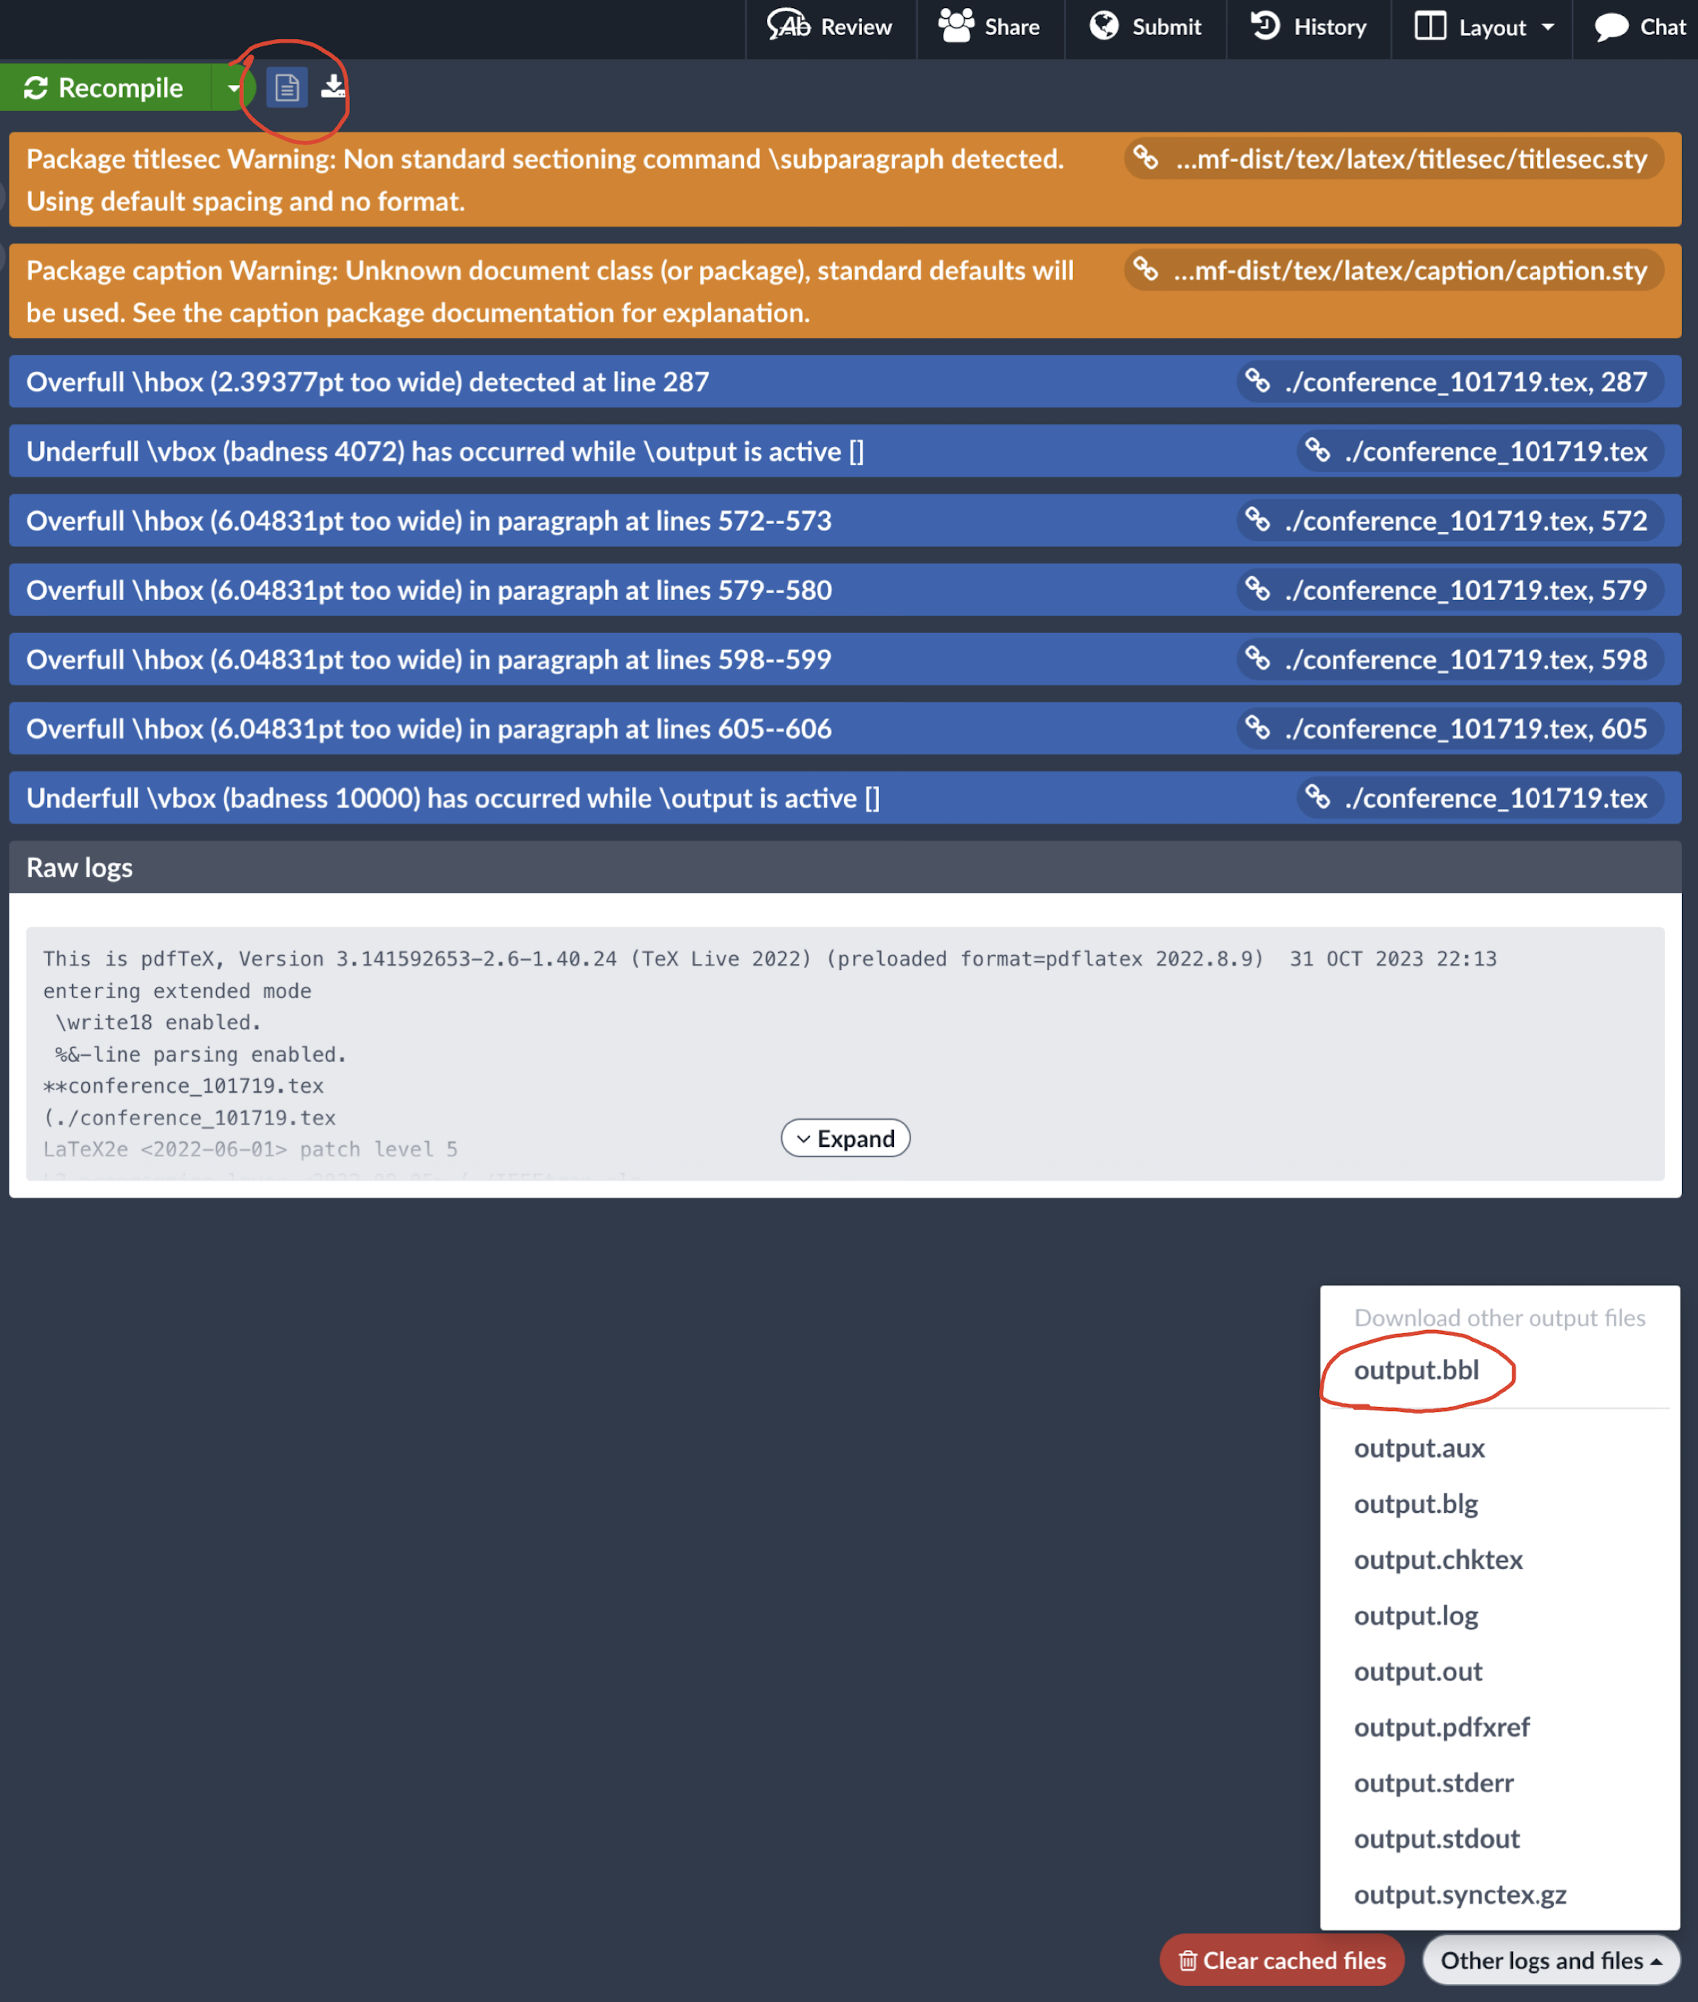 Review
Share
Submit
History
Layout
Chat
Recompile
Package titlesec Warning: Non standard sectioning command \subparagraph detected.
Using default spacing and no format.
...mf-dist/tex/latex/titlesec/titlesec.sty
Package caption Warning: Unknown document class (or package), standard defaults will
be used. See the caption package documentation for explanation.
...mf-dist/tex/latex/caption/caption.sty
Overfull \hbox (2.39377pt too wide) detected at line 287
./conference_101719.tex, 287
Underfull \vbox (badness 4072) has occurred while \output is active []
./conference_101719.tex
Overfull \hbox (6.04831pt too wide) in paragraph at lines 572--573
./conference_101719.tex, 572
Overfull \hbox (6.04831pt too wide) in paragraph at lines 579--580
./conference_101719.tex, 579
Overfull \hbox (6.04831pt too wide) in paragraph at lines 598--599
./conference_101719.tex, 598
Overfull \hbox (6.04831pt too wide) in paragraph at lines 605--606
./conference_101719.tex, 605
Underfull \vbox (badness 10000) has occurred while \output is active []
./conference_101719.tex
Raw logs
This is pdfTeX, Version 3.141592653-2.6-1.40.24 (TeX Live 2022) (preloaded format=pdflatex 2022.8.9)  31 OCT 2023 22:13
entering extended mode
\write18 enabled.
%&-line parsing enabled.
**conference_101719.tex
(./conference_101719.tex
LaTeX2e <2022-06-01> patch level 5
Expand
Download other output files
output.bbl
output.aux
output.blg
output.chktex
output.log
output.out
output.pdfxref
output.stderr
output.stdout
output.synctex.gz
Clear cached files
Other logs and files